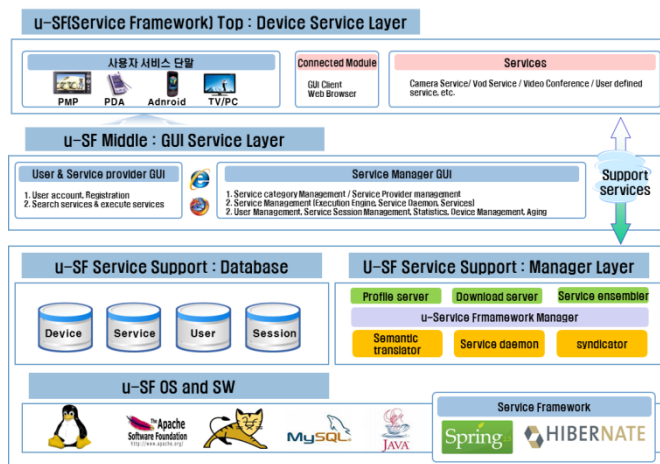 u-SF(Service Framework) Top : Device Service Layer
사용자 서비스 단말
PMP
PDA
Adnroid
TV/PC
Connected Module
GUI Client
Web Browser
Services
Camera Service/ Vod Service / Video Conference / User defined
service, etc.
u-SF Middle : GUI Service Layer
User & Service provider GUI
1. User account, Registration
2. Search services & execute services
Service Manager GUI
1. Service category Management / Service Provider management
2. Service Management (Execution Engine, Service Daemon, Services)
2. User Management, Service Session Management, Statistics, Device Management, Aging
Support
services
u-SF Service Support : Database
Device
Service
User
Session
U-SF Service Support : Manager Layer
Profile server
Download server
Service ensembler
u-Service Frmamework Manager
Semantic
translator
Service daemon
syndicator
u-SF OS and SW
The Apache
Software Foundation
http://www.apache.org/
MySQL
JAVA
Service Framework
Spring
HIBERNATE